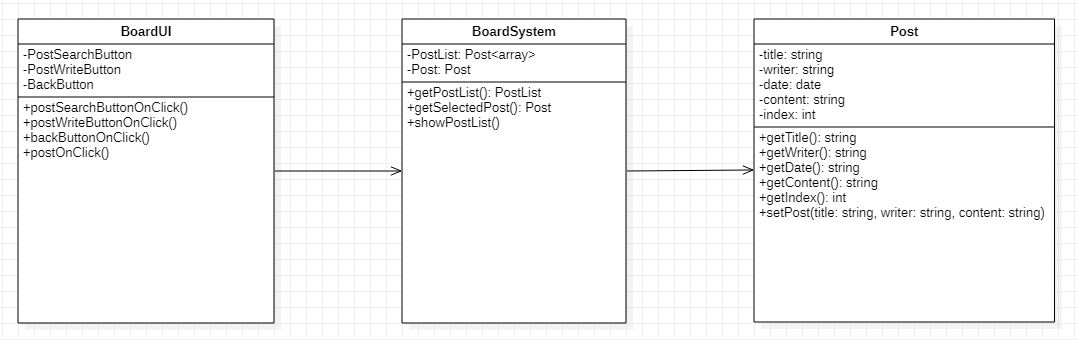 BoardUI
-PostSearchButton
-PostWriteButton
-BackButton
+postSearchButtonOnClick()
+postWriteButtonOnClick()
+backButtonOnClick()
+postOnClick()
BoardSystem
-PostList: Post<array>
-Post: Post
+getPostList(): PostList
+getSelectedPost(): Post
+showPostList()
Post
-title: string
-writer: string
-date: date
-content: string
-index: int
+getTitle(): string
+getWriter(): string
+getDate(): string
+getContent(): string
+getIndex(): int
+setPost(title: string, writer: string, content: string)